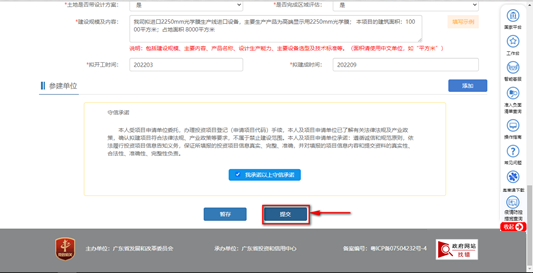 *土地是否带设计方案： 是
*是否完成区域评估： 是
*建设规模及内容： 我司拟进口2250mm光学膜生产线进口设备，主要生产产品为高端显示用2250mm光学膜；本项目的建筑面积：100
00平方米；占地面积 8000平方米
填写示例
说明：包括建设规模、主要内容、产品名称、设计生产能力、主要设备选型及技术标准等。（面积请使用中文单位，如“平方米”）
*拟开工时间： 202203
*拟建成时间： 202209
参建单位
添加
守信承诺
本人受项目申请单位委托，办理投资项目登记（申请项目代码）手续，本人及项目申请单位已了解有关法律法规及产业政
策，确认拟建项目符合法律法规、产业政策等要求，不属于禁止建设范围。本人及项目申请单位承诺：遵循诚信和规范原则，依
法履行投资项目信息告知义务，保证所填报的投资项目信息真实、完整、准确，并对填报的项目信息内容和提交资料的真实性、
合法性、准确性、完整性负责。
我承诺以上守信承诺
暂存
提交
主办单位：广东省发展和改革委员会
承办单位：广东省投资和信用中心
备案编号：粤ICP备07504232号-4
政府网站
找错
国家平台
工作台
智能客服
准入负面
清单查询
操作指南
常见问题
收起